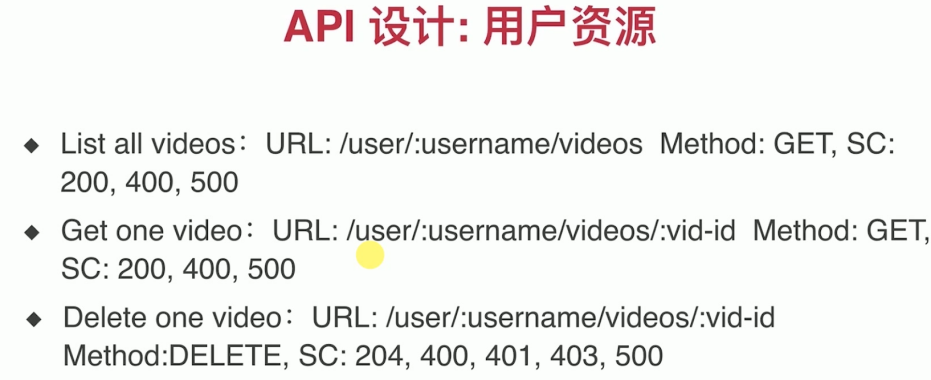 API 设计: 用户资源
◆ List all videos：URL: /user/:username/videos Method: GET, SC:
200, 400, 500
◆ Get one video：URL: /user/:username/videos/:vid-id Method: GET,
SC: 200, 400, 500
◆ Delete one video：URL: /user/:username/videos/:vid-id
Method:DELETE, SC: 204, 400, 401, 403, 500